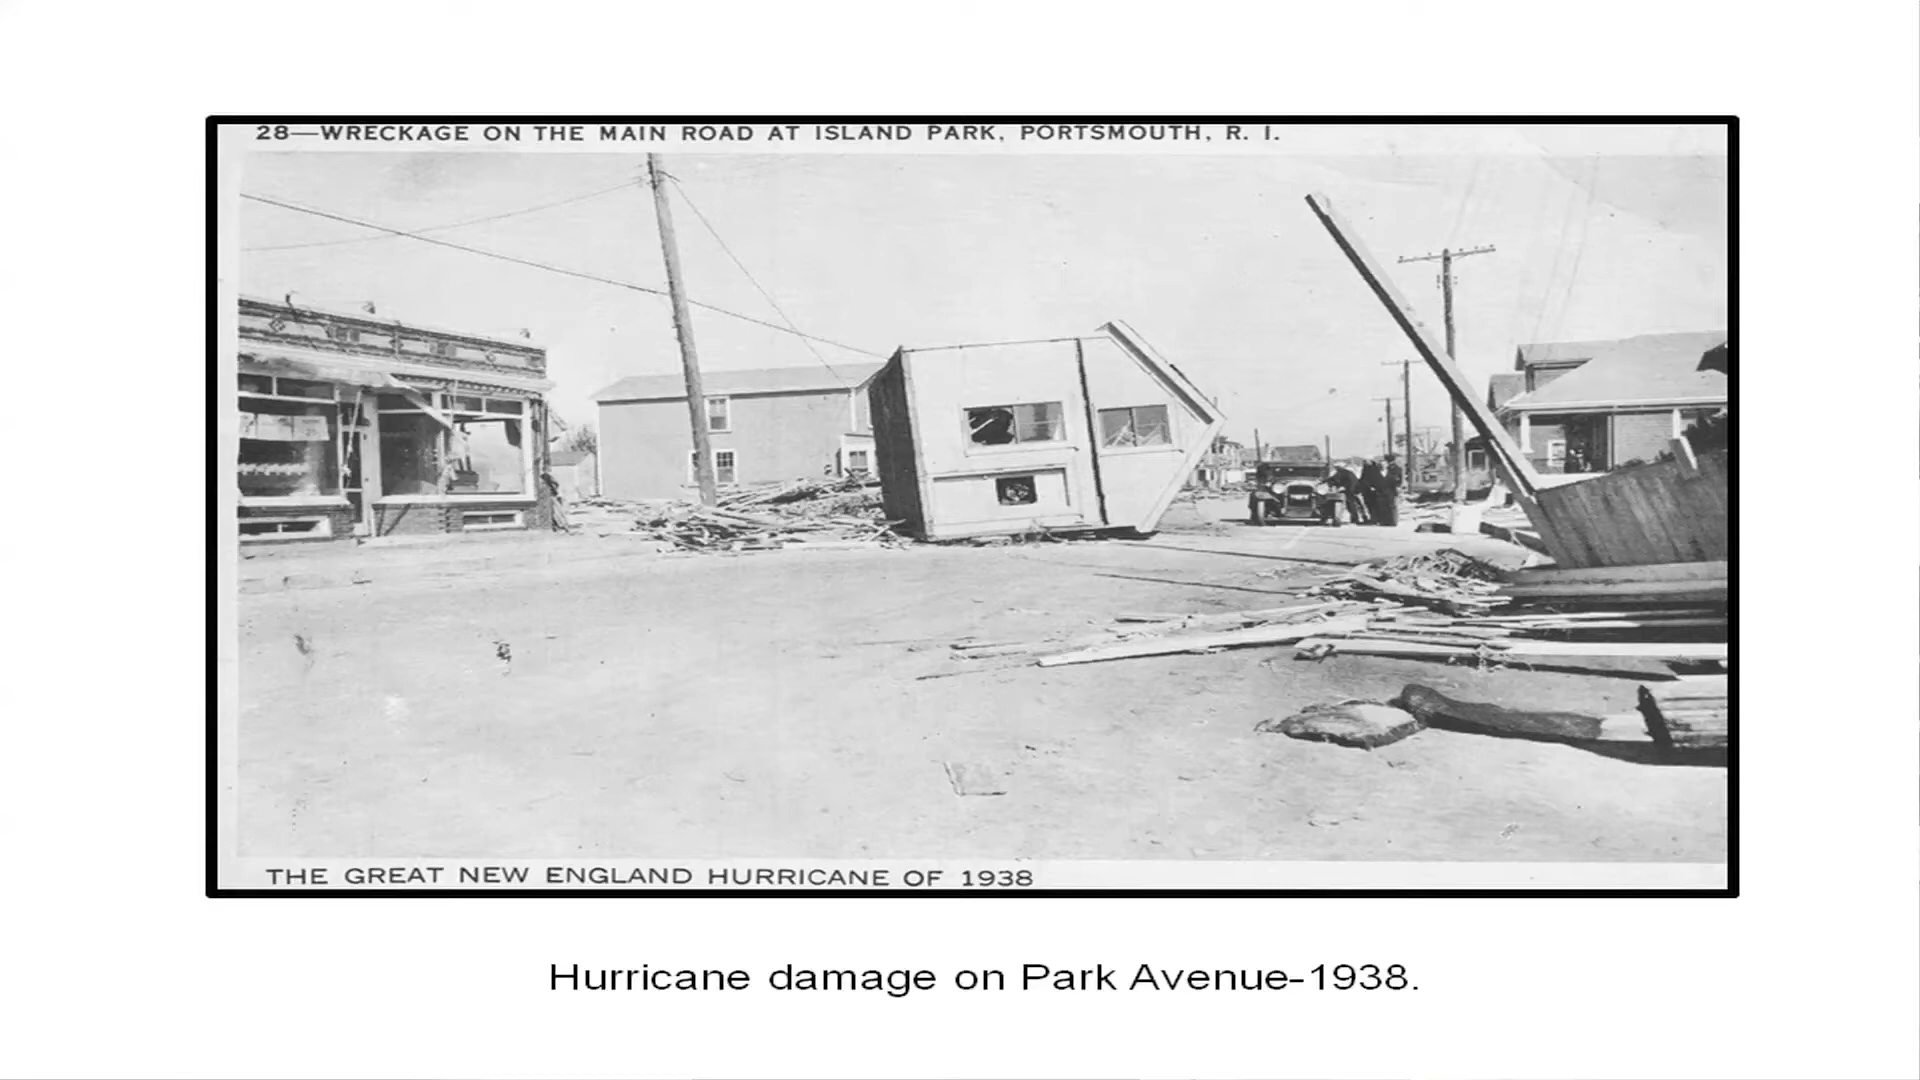 28—WRECKAGE ON THE MAIN ROAD AT ISLAND PARK, PORTSMOUTH, R. I.
THE GREAT NEW ENGLAND HURRICANE OF 1938
Hurricane damage on Park Avenue-1938.